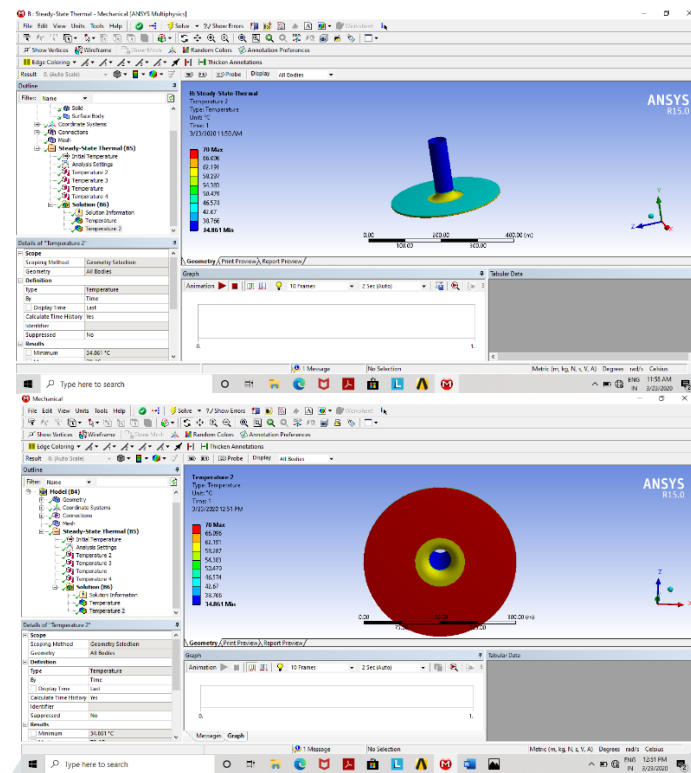 B : Steady-State Thermal - Mechanical [ANSYS Multiphysics]
File Edit View Units Tools Help Solve ?/ Show Errors Worksheet
Show Vertices Wireframe Show Mesh Random Colors Annotation Preferences
Edge Coloring Thicken Annotations
Result Probe Display All Bodies
Outline
Filter: Name
Solid
Surface Body
Coordinate Systems
Connections
Mesh
Steady-State Thermal (B5)
Initial Temperature
Analysis Settings
Temperature 2
Temperature 3
Temperature
Temperature 4
Solution (B6)
Solution Information
Temperature
Temperature 2
B: Steady-State Thermal
Temperature 2
Type: Temperature
Unit: °C
Time: 1
3/23/2020 11:50 AM
70 Max
66.096
62.191
58.287
54.383
50.479
46.574
42.67
38.766
34.861 Min
ANSYS
R15.0
Y
Z
X
0.00 200.00 400.00 (m)
100.00 300.00
Details of "Temperature 2"
Scope
Scoping Method Geometry Selection
Geometry All Bodies
Definition
Type Temperature
By Time
Display Time Last
Calculate Time History Yes
Identifier
Suppressed No
Results
Minimum 34.861 °C
Geometry Print Preview Report Preview
Graph
Animation 10 Frames 2 Sec (Auto)
0.
1.
Tabular Data
1 Message No Selection Metric (m, kg, N, s, V, A) Degrees rad/s Celsius
Type here to search
ENG 11:50 AM
IN 3/23/2020
Mechanical
File Edit View Units Tools Help Solve ?/ Show Errors Worksheet
Show Vertices Wireframe Show Mesh Random Colors Annotation Preferences
Edge Coloring Thicken Annotations
Result Probe Display All Bodies
Outline
Filter: Name
Model (B4)
Geometry
Coordinate Systems
Connections
Mesh
Steady-State Thermal (B5)
Initial Temperature
Analysis Settings
Temperature 2
Temperature 3
Temperature
Temperature 4
Solution (B6)
Solution Information
Temperature
Temperature 2
Temperature 2
Type: Temperature
Unit: °C
Time: 1
3/23/2020 12:51 PM
70 Max
66.096
62.191
58.287
54.383
50.479
46.574
42.67
38.766
34.861 Min
ANSYS
R15.0
Z
X
0.00
Details of "Temperature 2"
Scope
Scoping Method Geometry Selection
Geometry All Bodies
Definition
Type Temperature
By Time
Display Time Last
Calculate Time History Yes
Identifier
Suppressed No
Results
Minimum 34.861 °C
Geometry Print Preview Report Preview
Graph
Animation 10 Frames 2 Sec (Auto)
0.
1.
Messages Graph
Tabular Data
1 Message No Selection Metric (m, kg, N, s, V, A) Degrees rad/s Celsius
Type here to search
ENG 12:51 PM
IN 3/23/2020